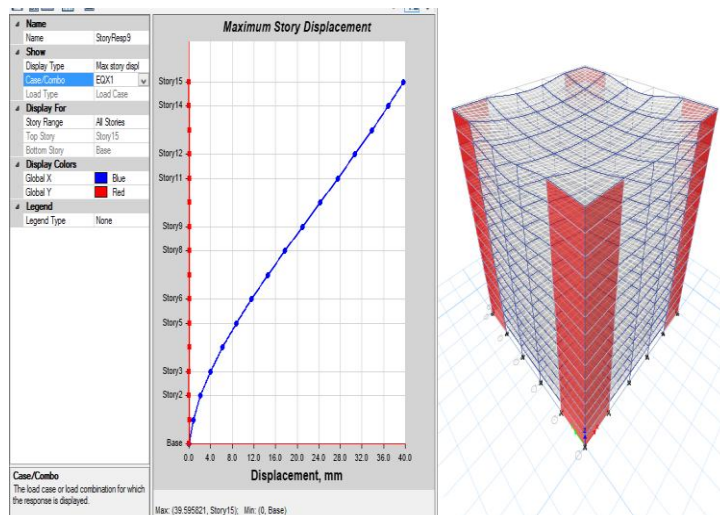 Name
Name StoryResp9
Show
Display Type Max story displ
Case/Combo EQX1
Load Type Load Case
Display For
Story Range All Stories
Top Story Story15
Bottom Story Base
Display Colors
Global X Blue
Global Y Red
Legend
Legend Type None
Case/Combo
The load case or load combination for which
the response is displayed.
Maximum Story Displacement
Story15
Story14
Story12
Story11
Story9
Story8
Story6
Story5
Story3
Story2
Base
0.0 4.0 8.0 12.0 16.0 20.0 24.0 28.0 32.0 36.0 40.0
Displacement, mm
Max: (39.595821, Story15); Min: (0, Base)